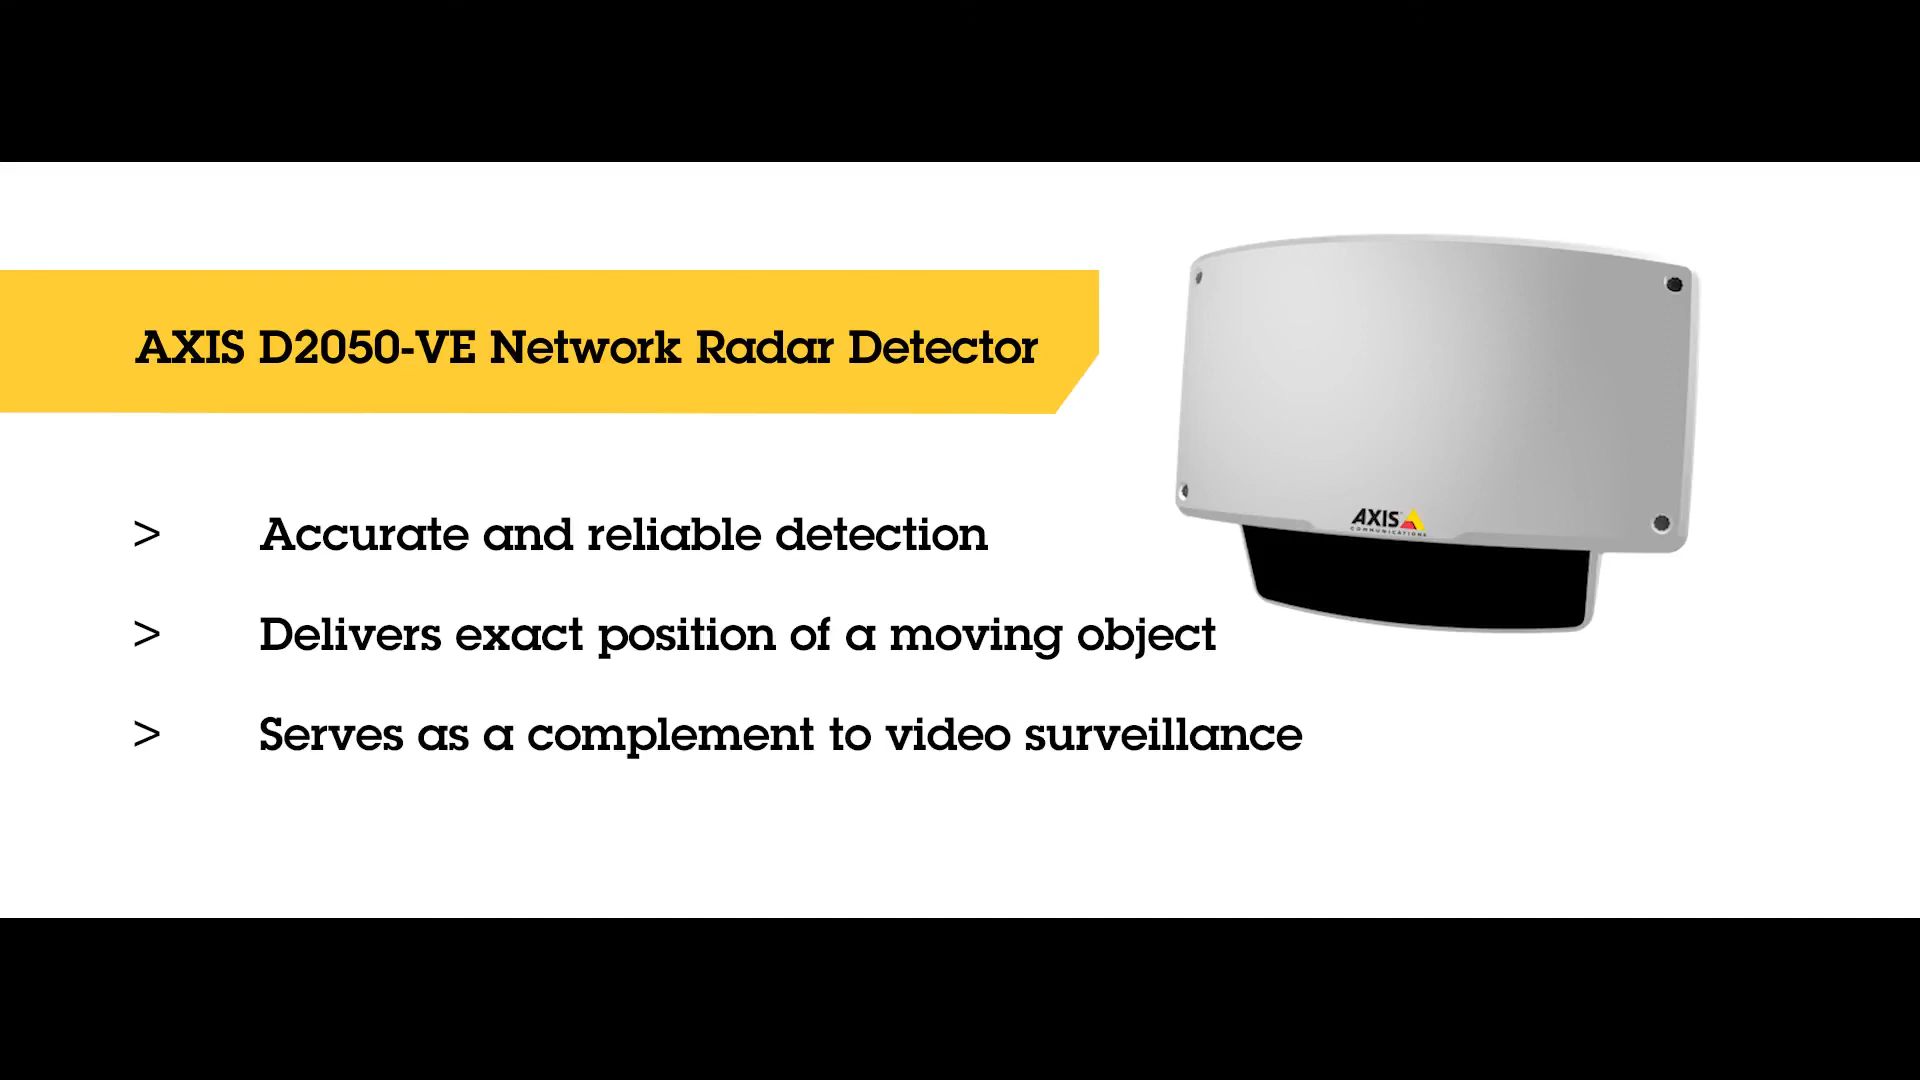 AXIS D2050-VE Network Radar Detector
> Accurate and reliable detection
> Delivers exact position of a moving object
> Serves as a complement to video surveillance
AXIS
COMMUNICATIONS